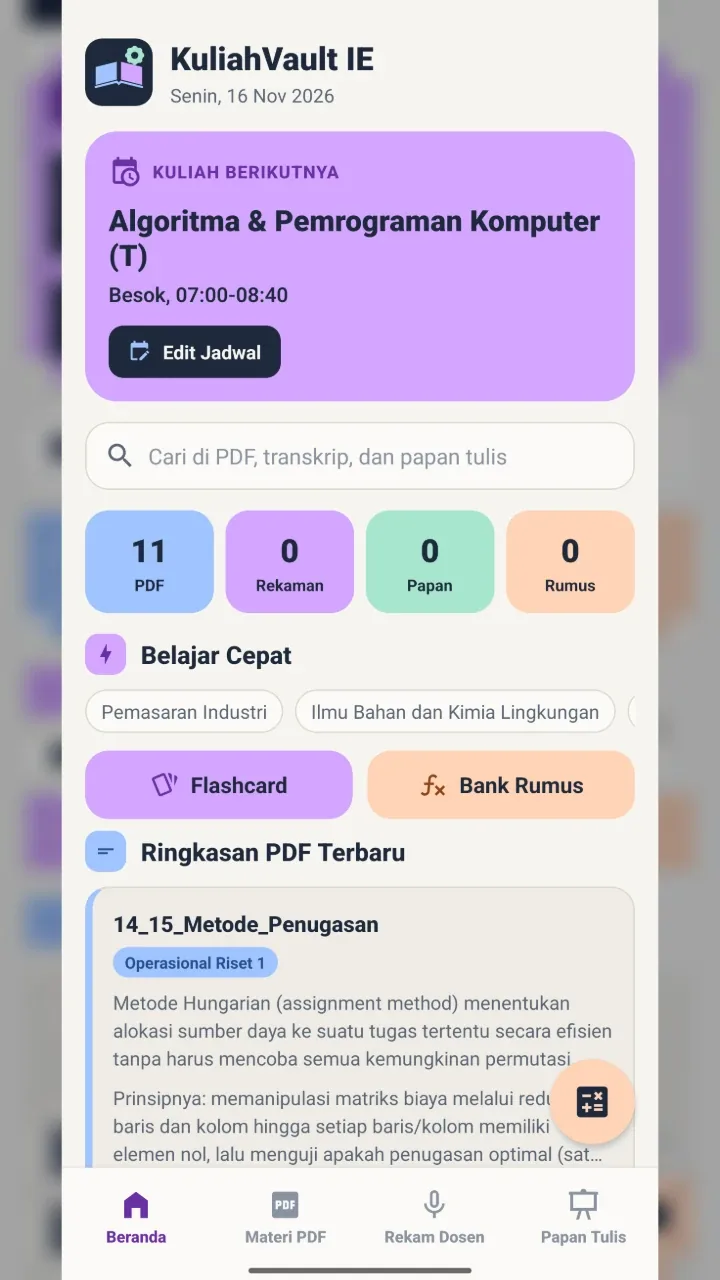 KuliahVault IE
Senin, 16 Nov 2026
KULIAH BERIKUTNYA
Algoritma & Pemrograman Komputer
(T)
Besok, 07:00-08:40
Edit Jadwal
Cari di PDF, transkrip, dan papan tulis
11
PDF
0
Rekaman
0
Papan
0
Rumus
Belajar Cepat
Pemasaran Industri
Ilmu Bahan dan Kimia Lingkungan
Flashcard
Bank Rumus
Ringkasan PDF Terbaru
14_15_Metode_Penugasan
Operasional Riset 1
Metode Hungarian (assignment method) menentukan
alokasi sumber daya ke suatu tugas tertentu secara efisien
tanpa harus mencoba semua kemungkinan permutasi
Prinsipnya: memanipulasi matriks biaya melalui
baris dan kolom hingga setiap baris/kolom memiliki
elemen nol, lalu menguji apakah penugasan optimal (sat...
PDF
Beranda
Materi PDF
Rekam Dosen
Papan Tulis